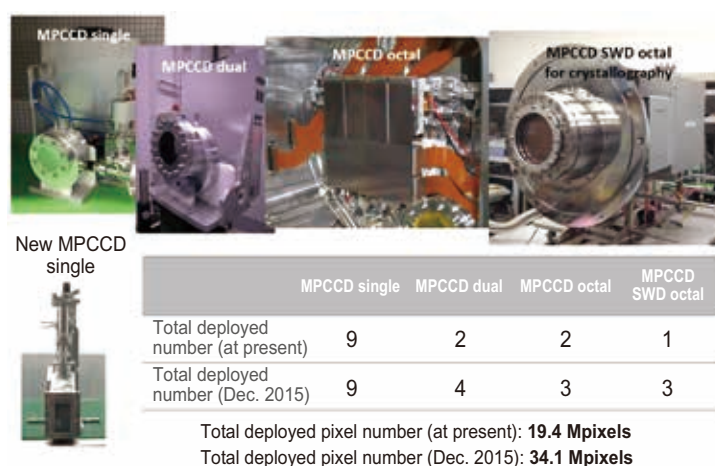 MPCCD single
MPCCD dual
MPCCD octal
MPCCD SWD octal
for crystallography
New MPCCD
single
MPCCD single MPCCD dual MPCCD octal MPCCD
SWD octal
Total deployed
number (at present) 9 2 2 1
Total deployed
number (Dec. 2015) 9 4 3 3
Total deployed pixel number (at present): 19.4 Mpixels
Total deployed pixel number (Dec. 2015): 34.1 Mpixels